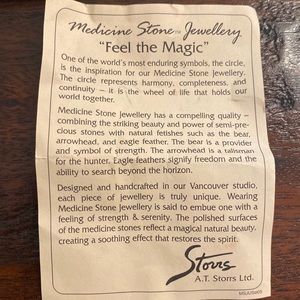 Medicine Stone™ Jewellery
"Feel the Magic"
One of the world's most enduring symbols, the circle,
is the inspiration for our Medicine Stone Jewellery.
The circle represents harmony, completeness, and
continuity – it is the wheel of life that holds our
world together.
Medicine Stone Jewellery has a compelling quality –
combining the striking beauty and power of semi-pre-
cious stones with natural fetishes such as the bear,
arrowhead, and eagle feather. The bear is a provider
and symbol of strength. The arrowhead is a talisman
for the hunter. Eagle feathers signify freedom and the
ability to search beyond the horizon.
Designed and handcrafted in our Vancouver studio,
each piece of jewellery is truly unique. Wearing
Medicine Stone Jewellery is said to embue one with a
feeling of strength & serenity. The polished surfaces
of the medicine stones reflect a magical natural beauty,
creating a soothing effect that restores the spirit.
Storrs
A.T. Storrs Ltd.